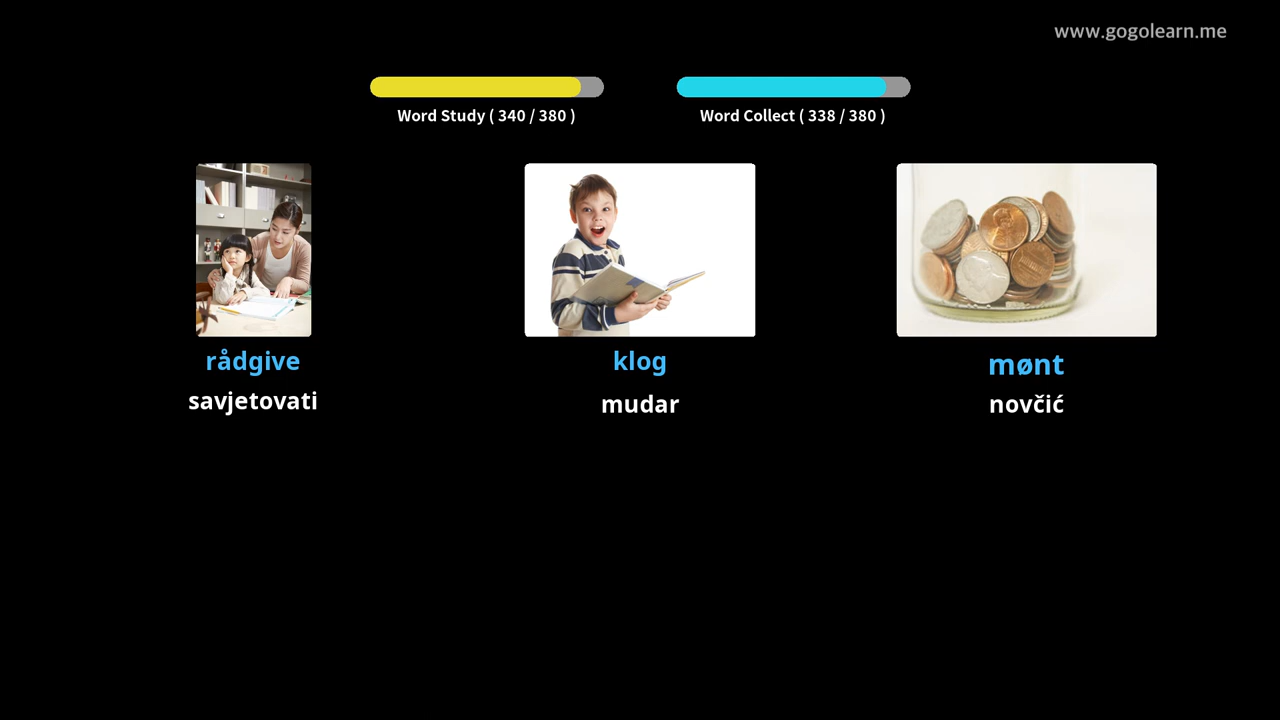 www.gogolearn.me
Word Study ( 340 / 380 )
Word Collect ( 338 / 380 )
rådgive
savjetovati
klog
mudar
mønt
novčić